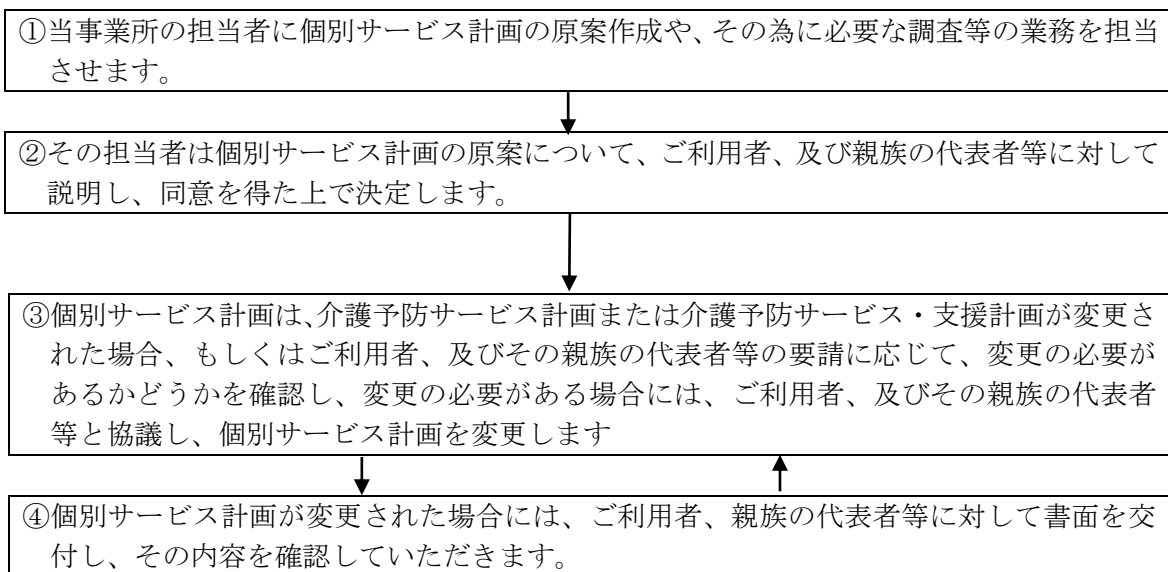 ①当事業所の担当者に個別サービス計画の原案作成や、その為に必要な調査等の業務を担当
させます。
②その担当者は個別サービス計画の原案について、ご利用者、及び親族の代表者等に対して
説明し、同意を得た上で決定します。
③個別サービス計画は、介護予防サービス計画または介護予防サービス・支援計画が変更さ
れた場合、もしくはご利用者、及びその親族の代表者等の要請に応じて、変更の必要が
あるかどうかを確認し、変更の必要がある場合には、ご利用者、及びその親族の代表者
等と協議し、個別サービス計画を変更します
④個別サービス計画が変更された場合には、ご利用者、親族の代表者等に対して書面を交
付し、その内容を確認していただきます。